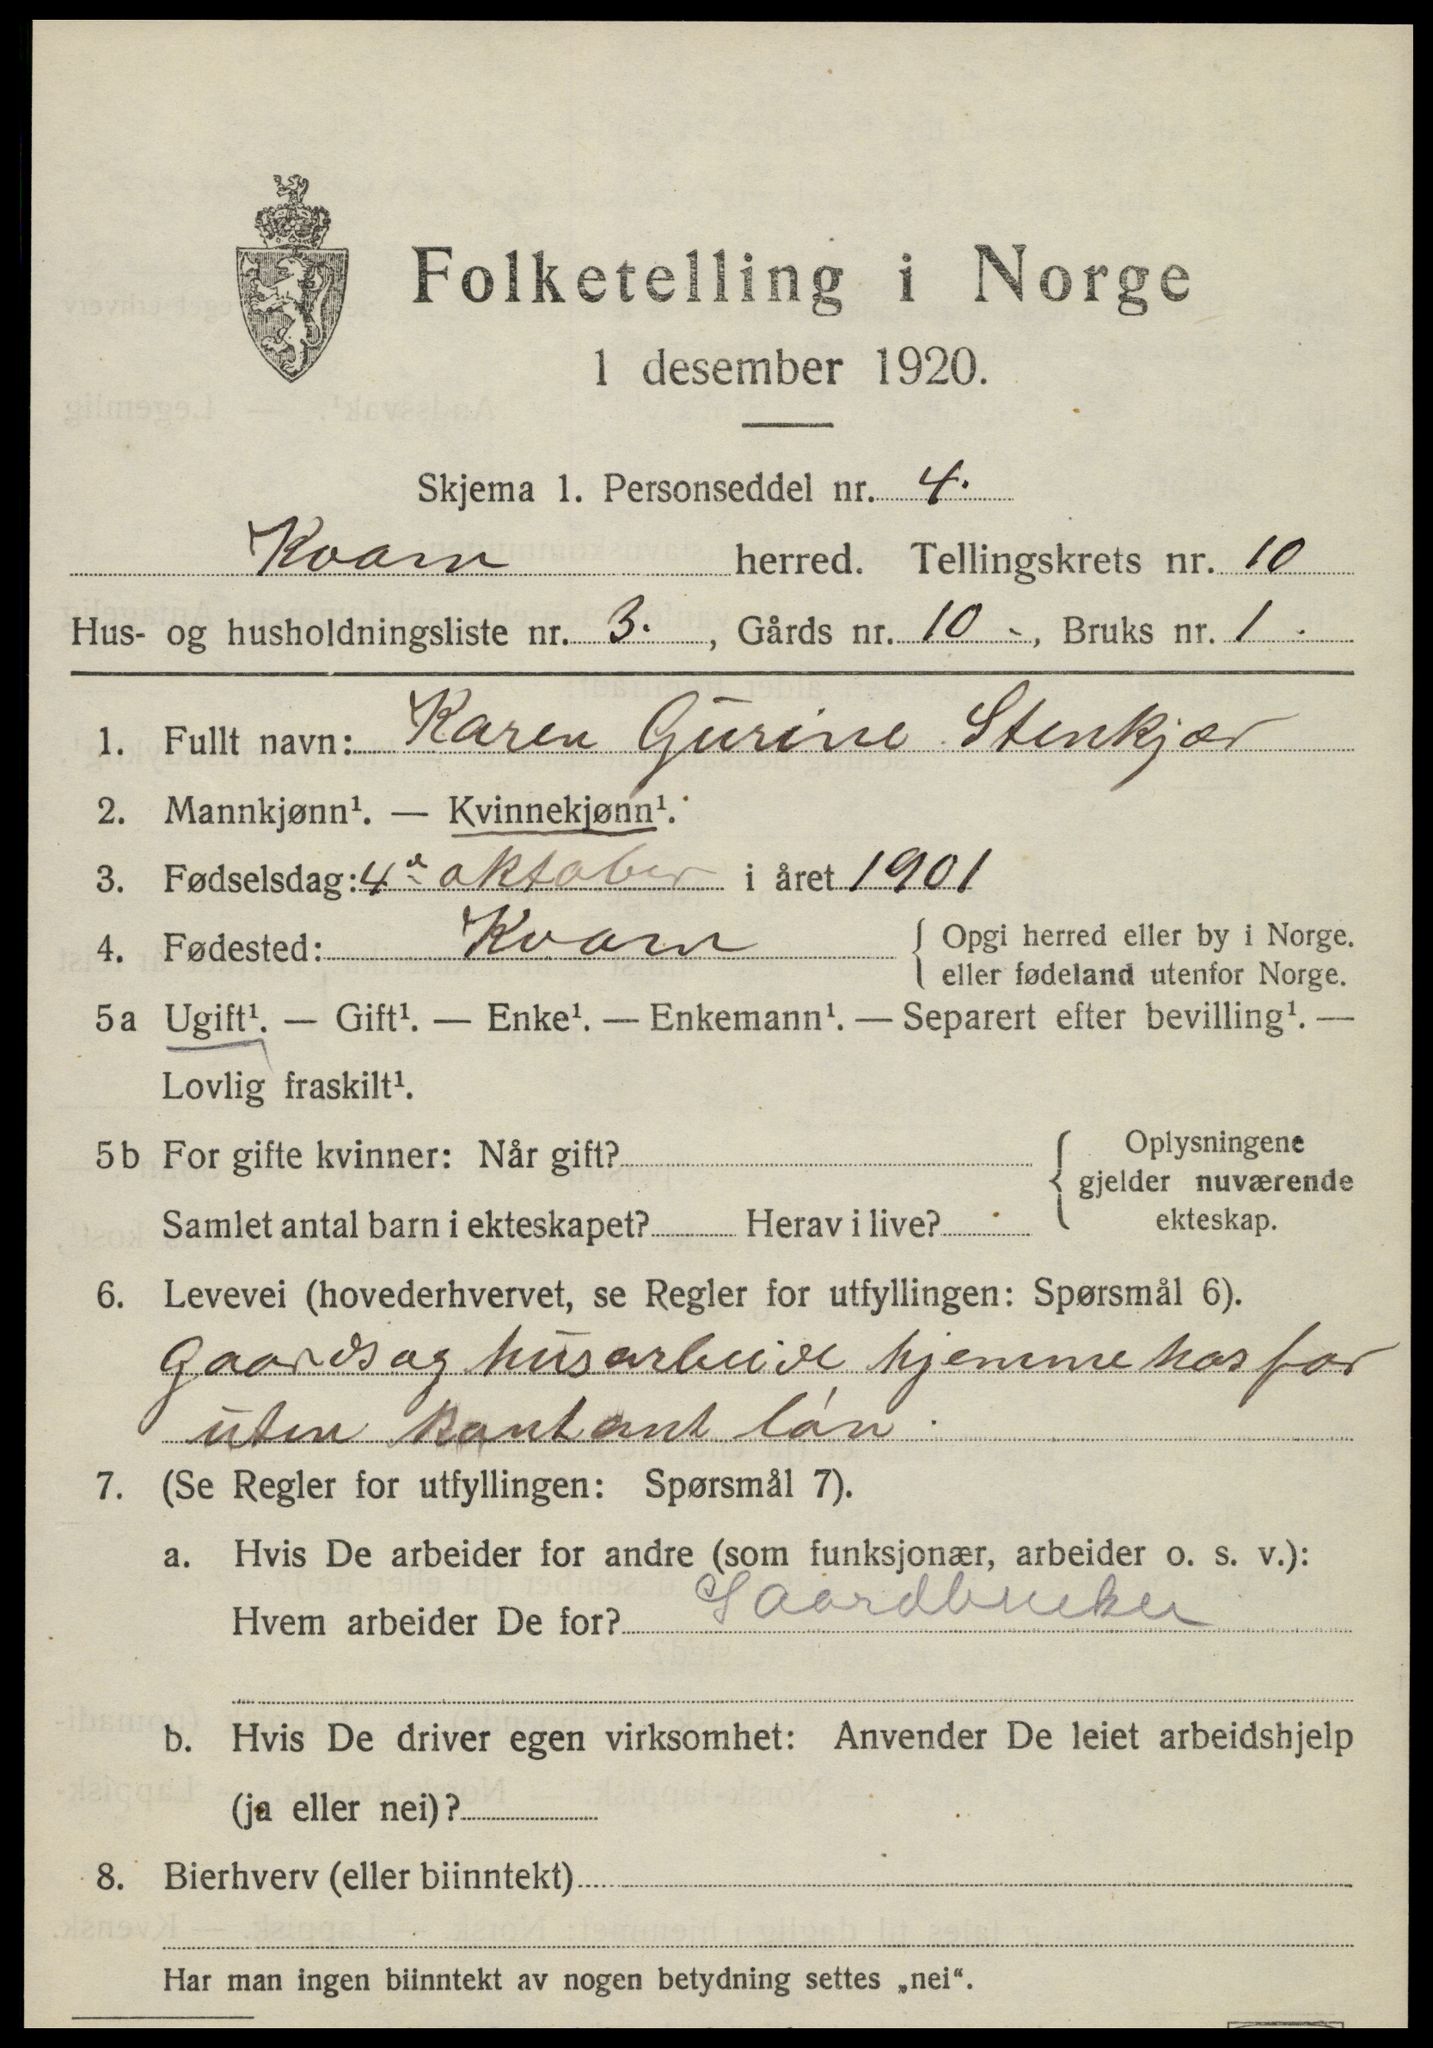 Folketelling i Norge
1 desember 1920.
Skjema 1. Personseddel nr. 4.
Kvam herred. Tellingskrets nr. 10
Hus- og husholdningsliste nr. 3. , Gårds nr. 10 -, Bruks nr. 1 .
1. Fullt navn: Karen Gurine Stenkjær
2. Mannkjønn¹. — Kvinnekjønn¹.
3. Fødselsdag: 4de oktober i året 1901
4. Fødested: Kvam { Opgi herred eller by i Norge.
eller fødeland utenfor Norge.
5a Ugift¹. — Gift¹. — Enke¹. — Enkemann¹. — Separert efter bevilling¹. —
Lovlig fraskilt¹.
5b For gifte kvinner: Når gift? { Oplysningene
gjelder nuværende
Samlet antal barn i ekteskapet? Herav i live? ekteskap.
6. Levevei (hovederhvervet, se Regler for utfyllingen: Spørsmål 6).
Gaards og husarbeide hjemme hos far
uten kontant lön.
7. (Se Regler for utfyllingen: Spørsmål 7).
a. Hvis De arbeider for andre (som funksjonær, arbeider o. s. v.):
Hvem arbeider De for? Gaardbruker
b. Hvis De driver egen virksomhet: Anvender De leiet arbeidshjelp
(ja eller nei)?
8. Bierhverv (eller biinntekt)
Har man ingen biinntekt av nogen betydning settes „nei“.